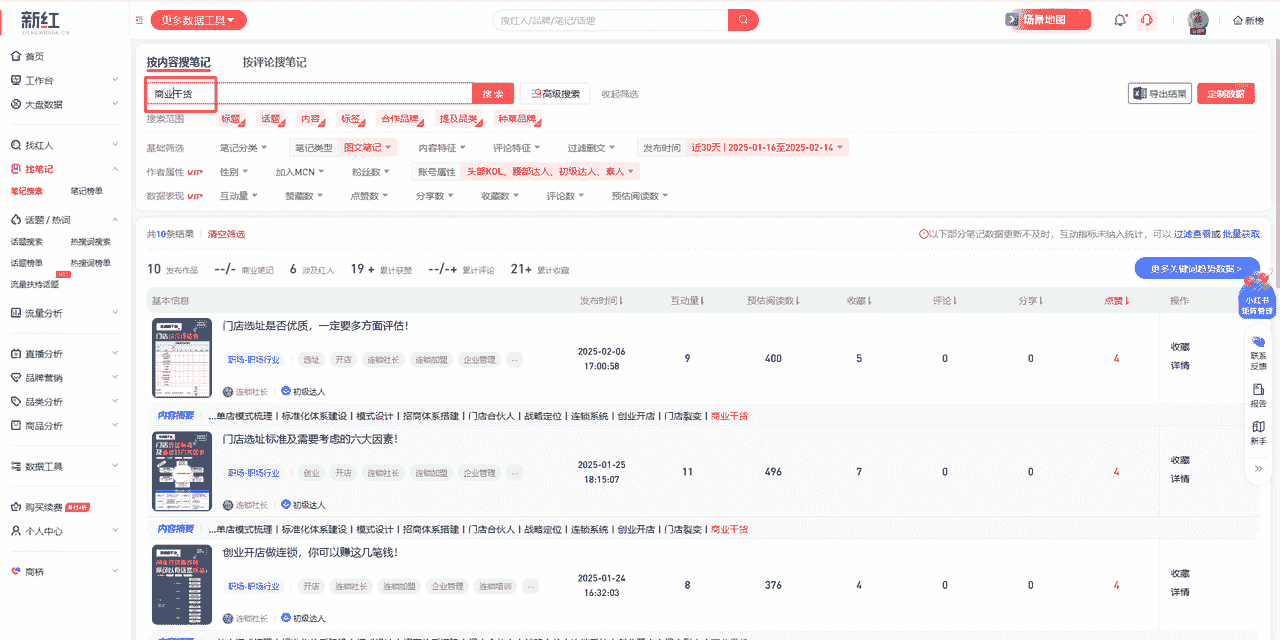 新红
更多数据工具
搜红人/品牌/笔记/话题
场景地图
新榜
首页
工作台
大盘数据
找红人
找笔记
笔记搜索 笔记榜单
话题 / 热词
话题搜索 热搜词搜索
话题榜单 热搜词榜单
流量扶持话题
流量分析
直播分析
品牌营销
品类分析
商品分析
数据工具
购买续费
个人中心
商桥
按内容搜笔记 按评论搜笔记
商业干货 搜索 高级搜索 收起筛选 导出结果 定制数据
搜索范围 标题 话题 内容 标签 合作品牌 提及品类 种草品牌
基础筛选 笔记分类 笔记类型 图文笔记 内容特征 评论特征 过滤删文 发布时间 近30天 | 2025-01-16至2025-02-14
作者属性 VIP 性别 加入MCN 粉丝数 账号属性 头部KOL、腰部达人、初级达人、素人
数据表现 VIP 互动量 赞藏数 点赞数 分享数 收藏数 评论数 预估阅读数
共10条结果 清空筛选 以下部分笔记数据更新不及时，互动指标未纳入统计，可以 过滤查看或批量获取
10 发布作品 --/- 商业笔记 6 涉及红人 19 + 累计获赞 --/-+ 累计评论 21+ 累计收藏 更多关键词趋势数据 >
基本信息 发布时间 互动量 预估阅读数 收藏 评论 分享 点赞 操作
门店选址是否优质，一定要多方面评估！
职场-职场行业 选址 开店 连锁社长 连锁加盟 企业管理 ...
连锁社长 初级达人
2025-02-06
17:00:58
9 400 5 0 0 4
收藏
详情
内容摘要 ...单店模式梳理 | 标准化体系建设 | 模式设计 | 招商体系搭建 | 门店合伙人 | 战略定位 | 连锁系统 | 创业开店 | 门店裂变 | 商业干货
门店选址标准及需要考虑的六大因素！
职场-职场行业 创业 开店 连锁社长 连锁加盟 企业管理 ...
连锁社长 初级达人
2025-01-25
18:15:07
11 496 7 0 0 4
收藏
详情
内容摘要 ...单店模式梳理 | 标准化体系建设 | 模式设计 | 招商体系搭建 | 门店合伙人 | 战略定位 | 连锁系统 | 创业开店 | 门店裂变 | 商业干货
创业开店做连锁，你可以赚这几笔钱！
职场-职场行业 开店 连锁社长 连锁加盟 企业管理 连锁培训 ...
连锁社长 初级达人
2025-01-24
16:32:03
8 376 4 0 0 4
收藏
详情
小红书
矩阵管理
联系
反馈
报告
新手